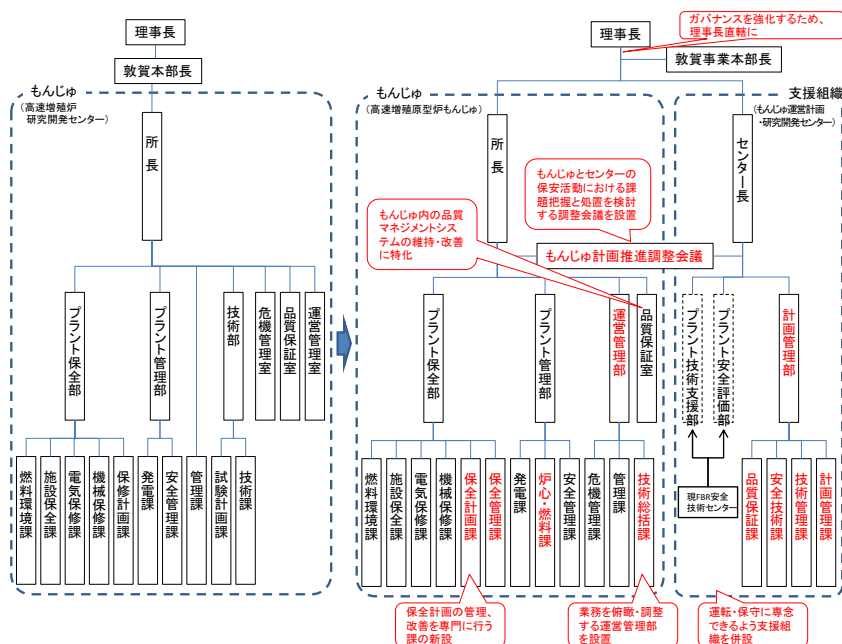 理事長
敦賀本部長
もんじゅ
(高速増殖炉
研究開発センター)
所長
プラント保全部
プラント管理部
技術部
危機管理室
品質保証室
運営管理室
燃料環境課
施設保全課
電気保修課
機械保修課
保修計画課
発電課
安全管理課
管理課
試験計画課
技術課
理事長
ガバナンスを強化するため、
理事長直轄に
敦賀事業本部長
もんじゅ
(高速増殖原型炉もんじゅ)
支援組織
(もんじゅ運営計画
・研究開発センター)
所長
センター長
もんじゅとセンターの
保安活動における課
題把握と処置を検討
する調整会議を設置
もんじゅ内の品質
マネジメントシス
テムの維持・改善
に特化
もんじゅ計画推進調整会議
プラント保全部
プラント管理部
運営管理部
品質保証室
プラント技術支援部
プラント安全評価部
計画管理部
燃料環境課
施設保全課
電気保修課
機械保修課
保全計画課
保全管理課
発電課
炉心・燃料課
安全管理課
危機管理課
管理課
技術総括課
現FBR安全
技術センター
品質保証課
安全技術課
技術管理課
計画管理課
保全計画の管理、
改善を専門に行う
課の新設
業務を俯瞰・調整
する運営管理部
を設置
運転・保守に専念
できるよう支援組
織を併設